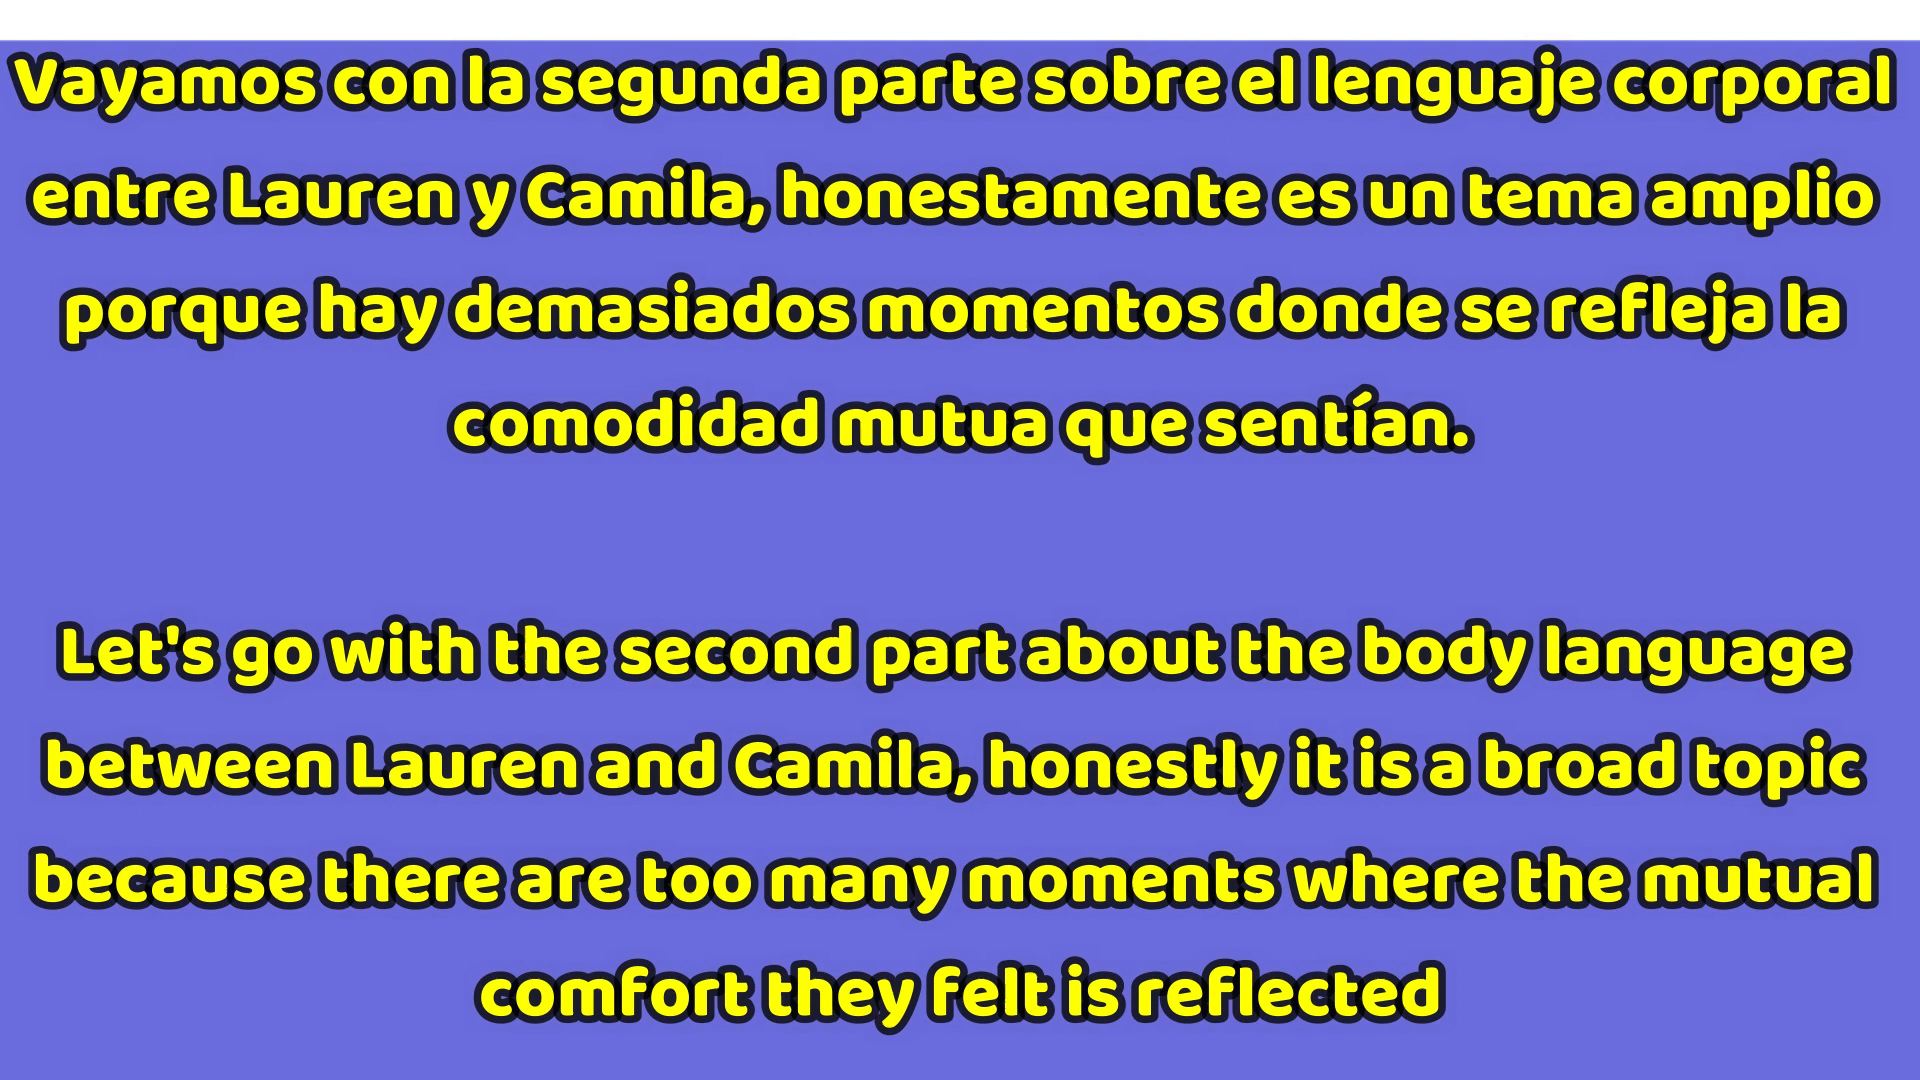 Vayamos con la segunda parte sobre el lenguaje corporal
entre Lauren y Camila, honestamente es un tema amplio
porque hay demasiados momentos donde se refleja la
comodidad mutua que sentían.
Let's go with the second part about the body language
between Lauren and Camila, honestly it is a broad topic
because there are too many moments where the mutual
comfort they felt is reflected